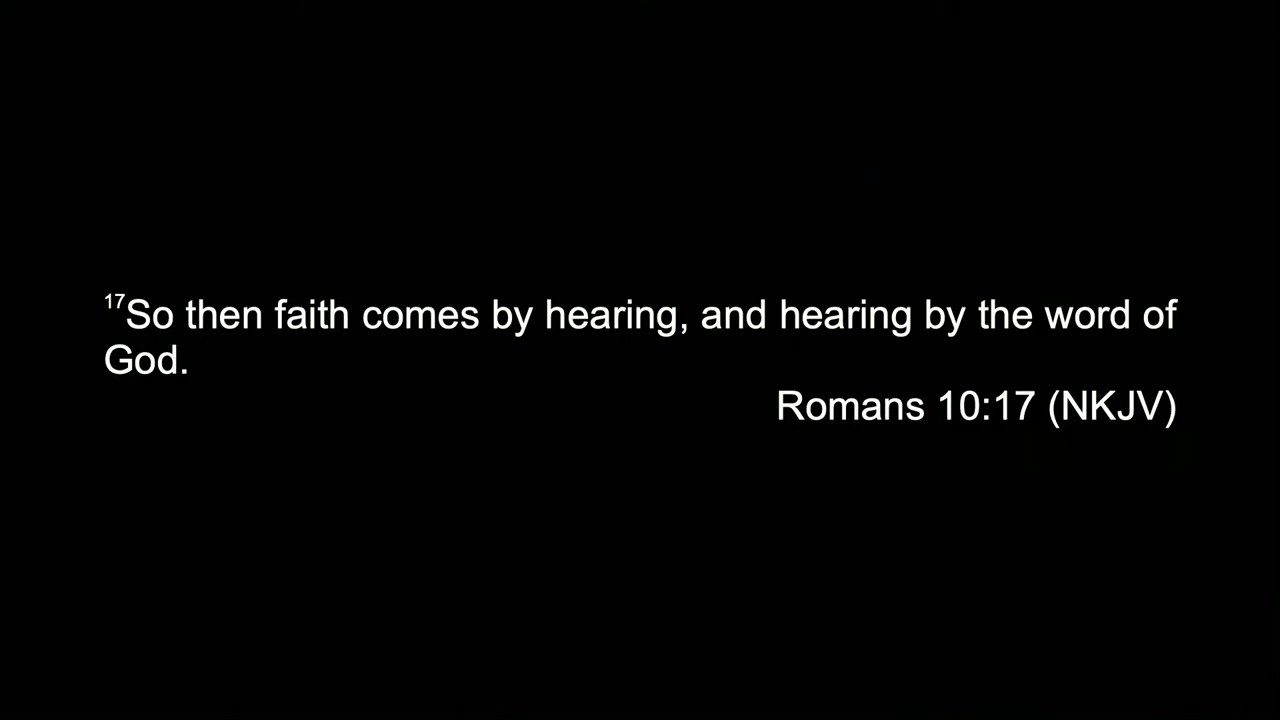 17So then faith comes by hearing, and hearing by the word of
God.
Romans 10:17 (NKJV)